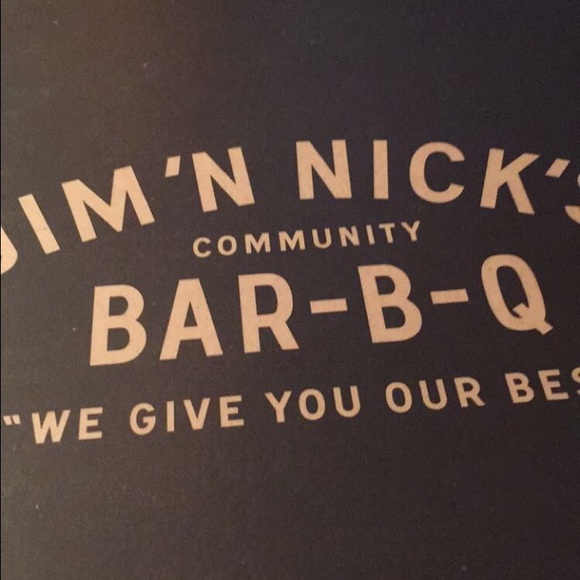 JIM'N NICK'S
COMMUNITY
BAR-B-Q
"WE GIVE YOU OUR BES